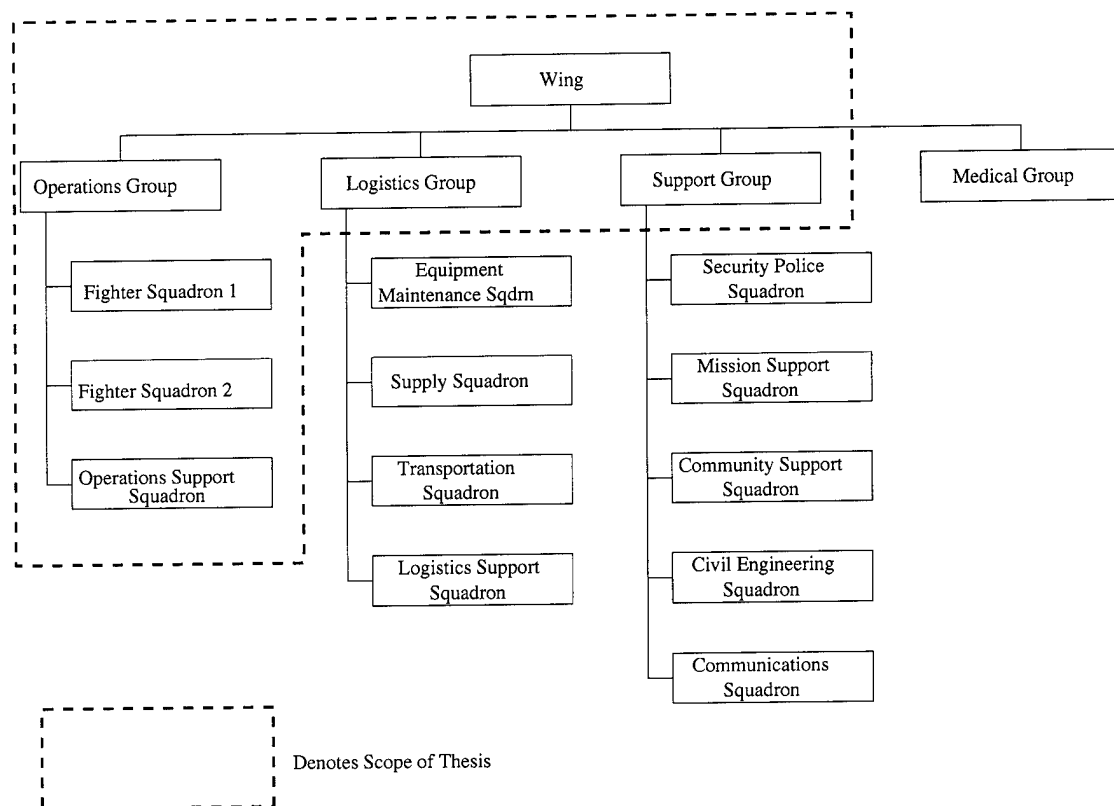 Wing
Operations Group
Logistics Group
Support Group
Medical Group
Fighter Squadron 1
Fighter Squadron 2
Operations Support
Squadron
Equipment
Maintenance Sqdrn
Supply Squadron
Transportation
Squadron
Logistics Support
Squadron
Security Police
Squadron
Mission Support
Squadron
Community Support
Squadron
Civil Engineering
Squadron
Communications
Squadron
Denotes Scope of Thesis